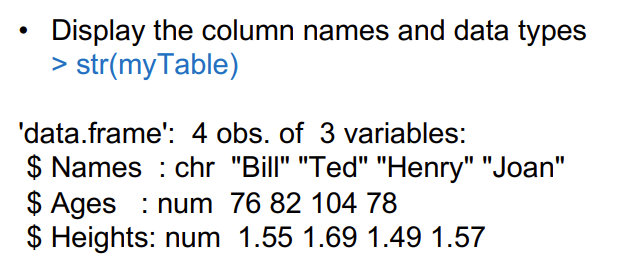 • Display the column names and data types
> str(myTable)
'data.frame':  4 obs. of  3 variables:
$ Names  : chr  "Bill" "Ted" "Henry" "Joan"
$ Ages   : num  76 82 104 78
$ Heights: num  1.55 1.69 1.49 1.57